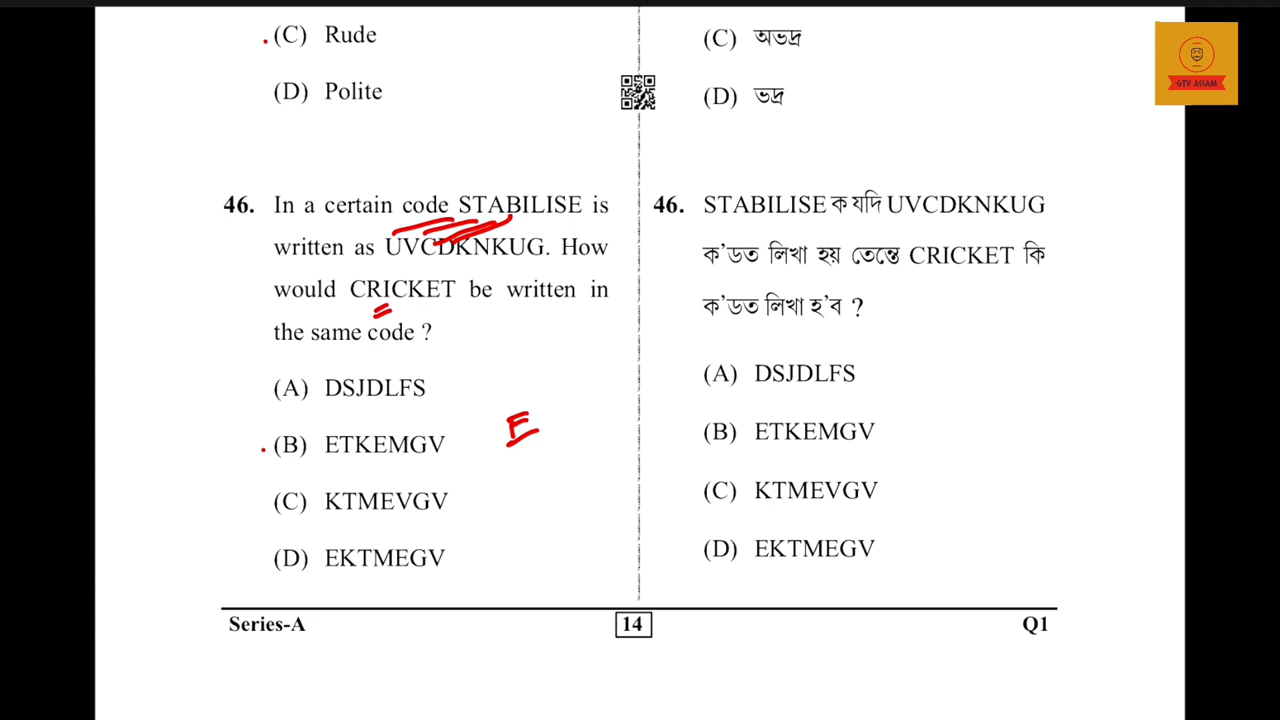 (C) Rude
(D) Polite
46. In a certain code STABILISE is
written as UVCDKNKUG. How
would CRICKET be written in
the same code ?
(A) DSJDLFS
(B) ETKEMGV
E
(C) KTMEVGV
(D) EKTMEGV
(C) অভদ্ৰ
(D) ভদ্ৰ
46. STABILISE ক যদি UVCDKNKUG
ক'ডত লিখা হয় তেন্তে CRICKET কি
ক'ডত লিখা হ'ব ?
(A) DSJDLFS
(B) ETKEMGV
(C) KTMEVGV
(D) EKTMEGV
Series-A
14
Q1
GTV ASSAM